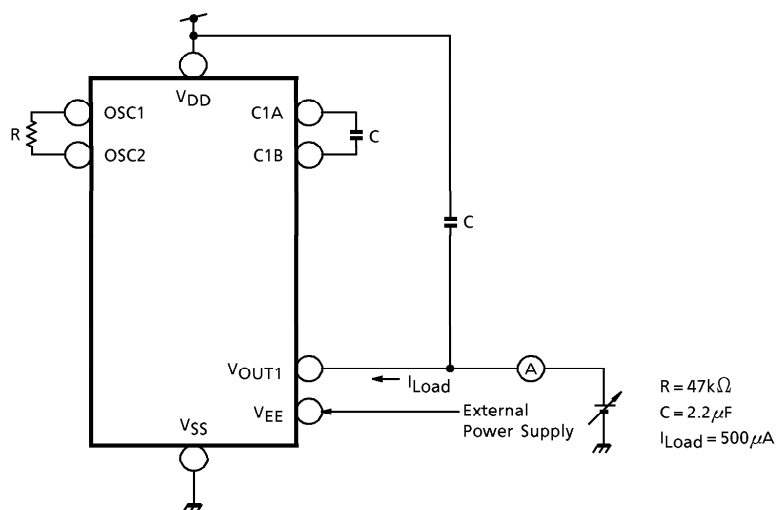 VDD
OSC1
C1A
R
C
OSC2
C1B
C
VOUT1
A
ILoad
R = 47kΩ
VEE
External
Power Supply
C = 2.2μF
VSS
ILoad = 500μA